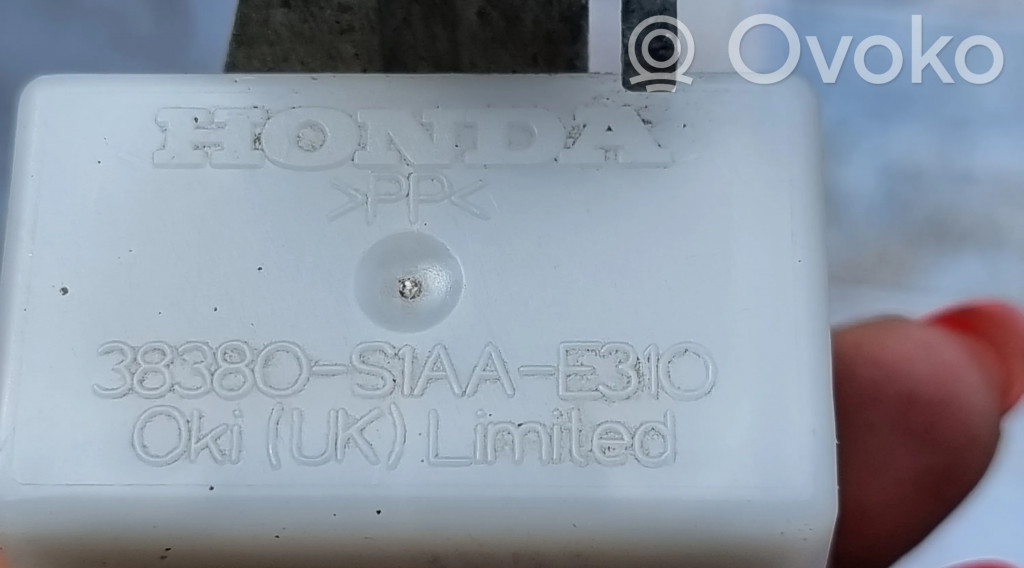 Ovoko
HONDA
>PP<
38380-S1AA-E310
Oki (UK) Limited